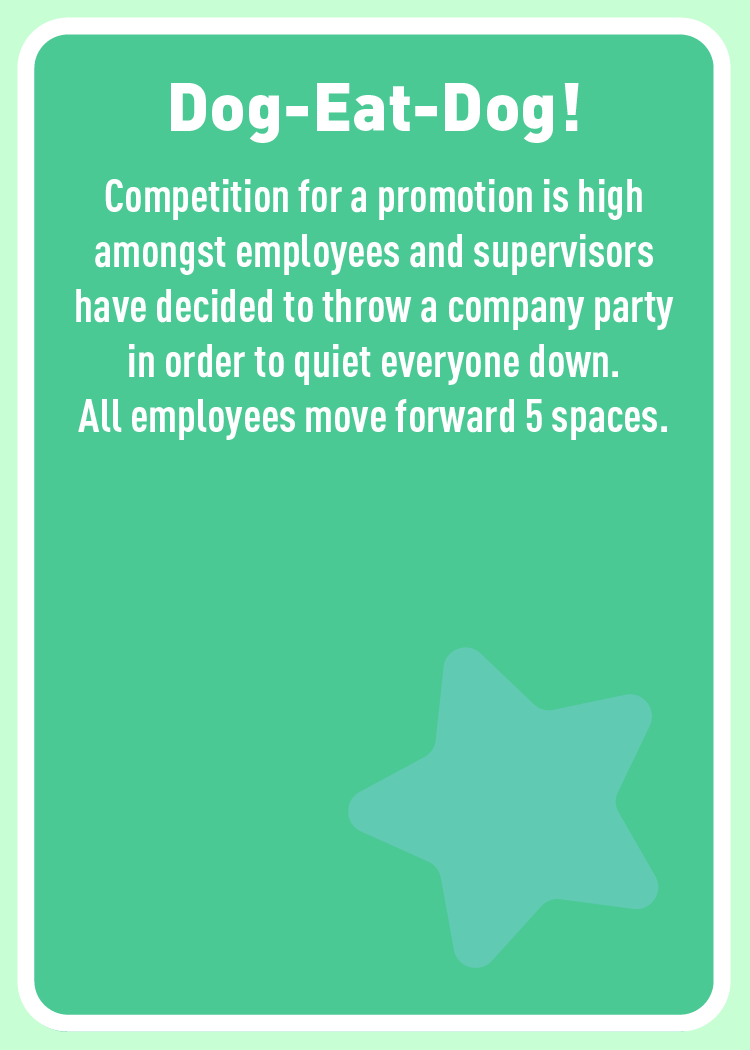 Dog-Eat-Dog!
Competition for a promotion is high
amongst employees and supervisors
have decided to throw a company party
in order to quiet everyone down.
All employees move forward 5 spaces.